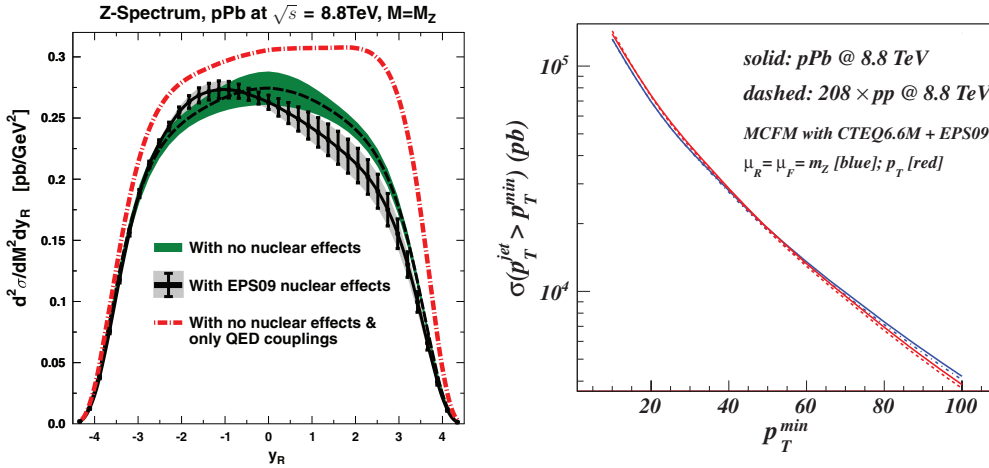 Z-Spectrum, pPb at √s = 8.8TeV, M=M_Z
d²σ/dM²dy_R [pb/GeV²]
0.3
0.25
0.2
0.15
0.1
0.05
0.00
With no nuclear effects
With EPS09 nuclear effects
With no nuclear effects &
only QED couplings
-4 -3 -2 -1 0 1 2 3 4
y_R
σ(p_T^jet > p_T^min) (pb)
10⁵
10⁴
solid: pPb @ 8.8 TeV
dashed: 208 × pp @ 8.8 TeV
MCFM with CTEQ6.6M + EPS09
μ_R = μ_F = m_Z [blue]; p_T [red]
20 40 60 80 100
p_T^min